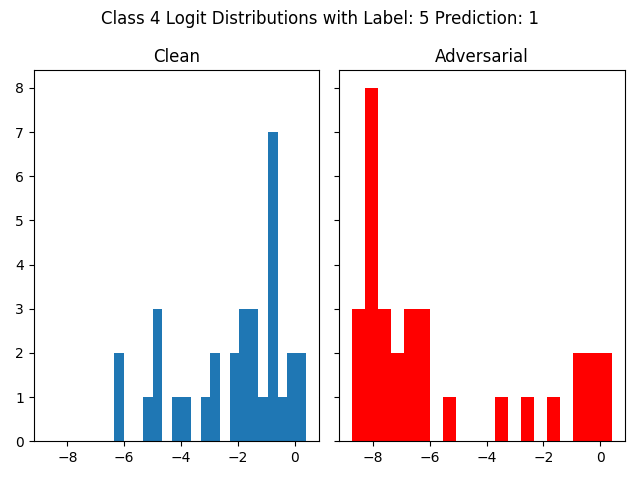 Class 4 Logit Distributions with Label: 5 Prediction: 1
Clean
Adversarial
8
7
6
5
4
3
2
1
0
−8 −6 −4 −2 0
−8 −6 −4 −2 0